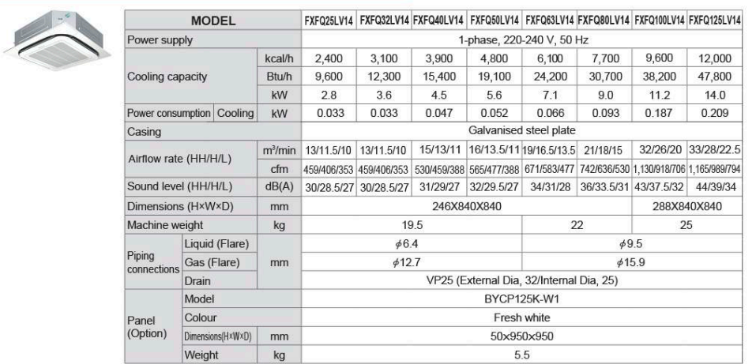 MODEL FXFQ25LV14 FXFQ32LV14 FXFQ40LV14 FXFQ50LV14 FXFQ63LV14 FXFQ80LV14 FXFQ100LV14 FXFQ125LV14
Power supply 1-phase, 220-240 V, 50 Hz
Cooling capacity kcal/h 2,400 3,100 3,900 4,800 6,100 7,700 9,600 12,000
Btu/h 9,600 12,300 15,400 19,100 24,200 30,700 38,200 47,800
kW 2.8 3.6 4.5 5.6 7.1 9.0 11.2 14.0
Power consumption Cooling kW 0.033 0.033 0.047 0.052 0.066 0.093 0.187 0.209
Casing Galvanised steel plate
Airflow rate (HH/H/L) m³/min 13/11.5/10 13/11.5/10 15/13/11 16/13.5/11 19/16.5/13.5 21/18/15 32/26/20 33/28/22.5
cfm 459/406/353 459/406/353 530/459/388 565/477/388 671/583/477 742/636/530 1,130/918/706 1,165/989/794
Sound level (HH/H/L) dB(A) 30/28.5/27 30/28.5/27 31/29/27 32/29.5/27 34/31/28 36/33.5/31 43/37.5/32 44/39/34
Dimensions (H×W×D) mm 246X840X840 288X840X840
Machine weight kg 19.5 22 25
Piping connections Liquid (Flare) mm ϕ6.4 ϕ9.5
Gas (Flare) ϕ12.7 ϕ15.9
Drain VP25 (External Dia, 32/Internal Dia, 25)
Panel (Option) Model BYCP125K-W1
Colour Fresh white
Dimensions(H×W×D) mm 50×950×950
Weight kg 5.5